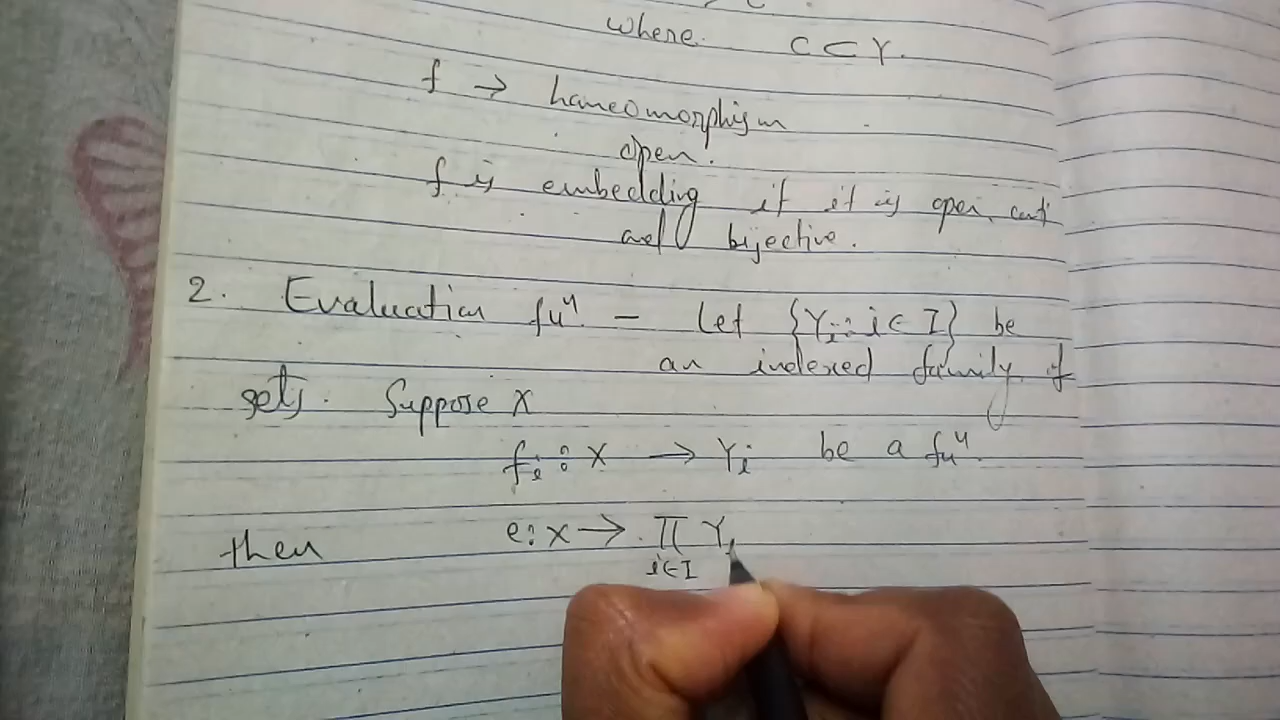 where. C ⊂ Y.
f → homeomorphism
open.
f is embedding if it is open, cont
and bijective.
2. Evaluation fuⁿ. - Let {Yᵢ : i ∈ I} be
an indexed family of
sets. Suppose X
fᵢ : X → Yᵢ be a fuⁿ.
then e : X → ∏ Y
i ∈ I